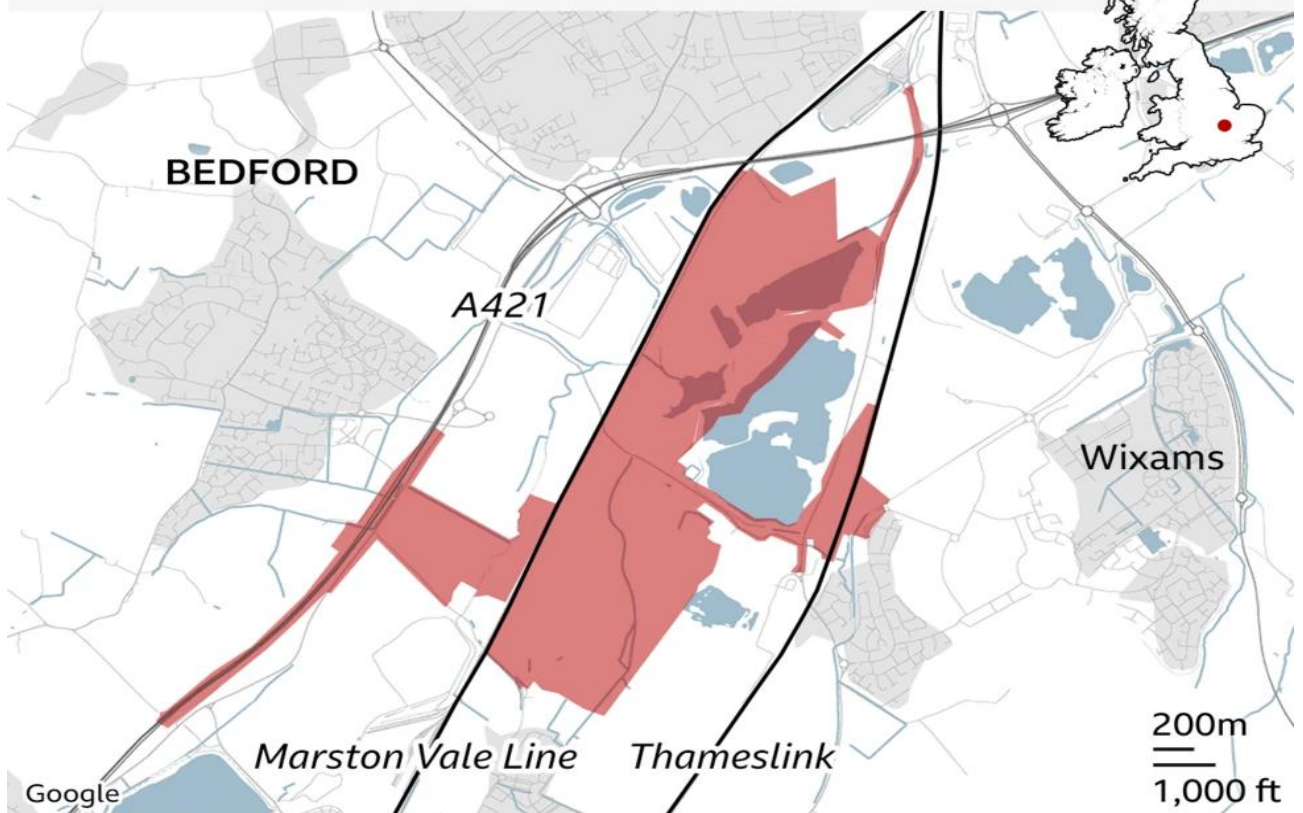 BEDFORD
A421
Wixams
Marston Vale Line
Thameslink
200m
1,000 ft
Google